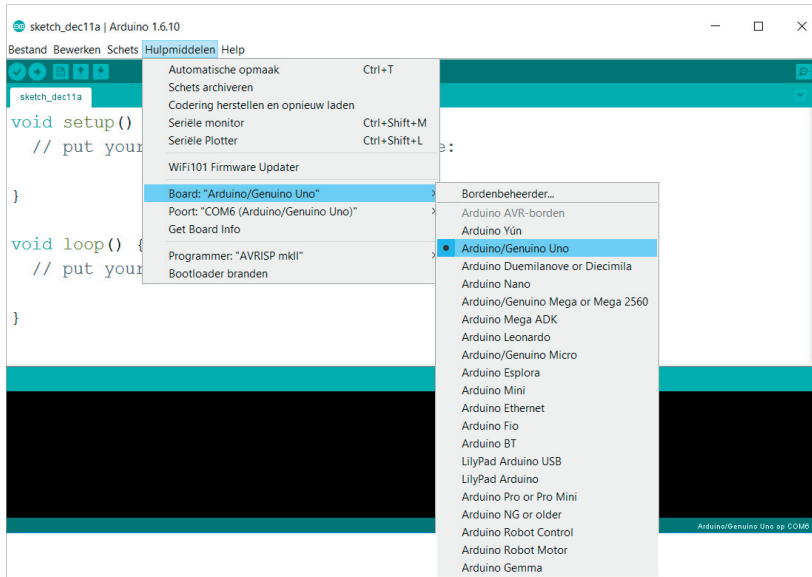 sketch_dec11a | Arduino 1.6.10
Bestand Bewerken Schets Hulpmiddelen Help
sketch_dec11a
void setup()
// put your
e:
}
void loop() {
// put your
}
Automatische opmaak Ctrl+T
Schets archiveren
Codering herstellen en opnieuw laden
Seriële monitor Ctrl+Shift+M
Seriële Plotter Ctrl+Shift+L
WiFi101 Firmware Updater
Board: "Arduino/Genuino Uno"
Poort: "COM6 (Arduino/Genuino Uno)"
Get Board Info
Programmer: "AVRISP mkII"
Bootloader branden
Bordenbeheerder...
Arduino AVR-borden
Arduino Yún
Arduino/Genuino Uno
Arduino Duemilanove or Diecimila
Arduino Nano
Arduino/Genuino Mega or Mega 2560
Arduino Mega ADK
Arduino Leonardo
Arduino/Genuino Micro
Arduino Esplora
Arduino Mini
Arduino Ethernet
Arduino Fio
Arduino BT
LilyPad Arduino USB
LilyPad Arduino
Arduino Pro or Pro Mini
Arduino NG or older
Arduino Robot Control
Arduino Robot Motor
Arduino Gemma
Arduino/Genuino Uno op COM6